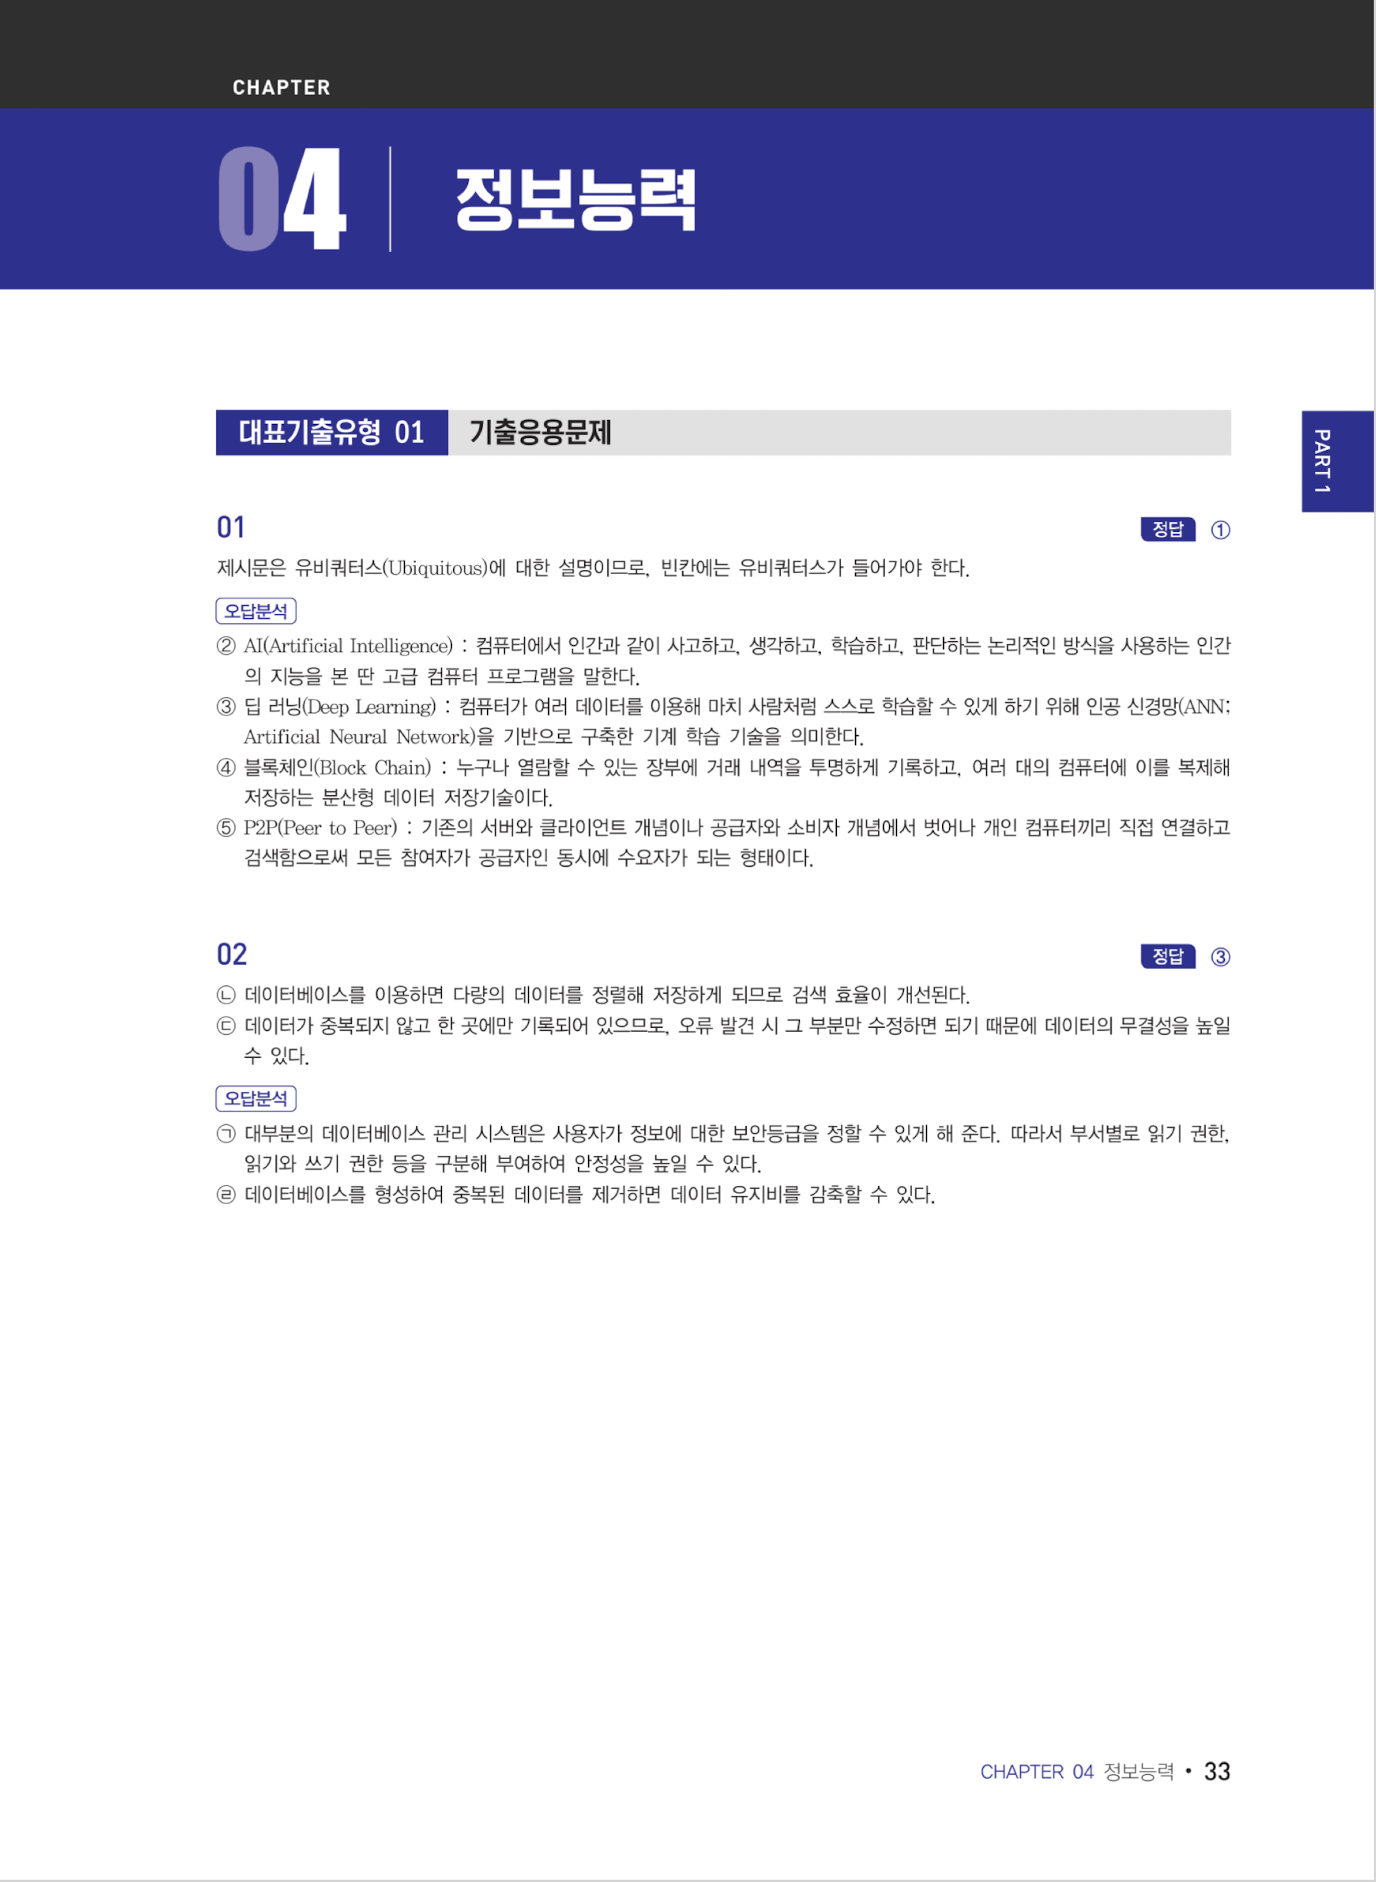 CHAPTER
04
정보능력
대표기출유형 01 기출응용문제
PART 1
01 정답 ①
제시문은 유비쿼터스(Ubiquitous)에 대한 설명이므로, 빈칸에는 유비쿼터스가 들어가야 한다.
오답분석
② AI(Artificial Intelligence) : 컴퓨터에서 인간과 같이 사고하고, 생각하고, 학습하고, 판단하는 논리적인 방식을 사용하는 인간
의 지능을 본 딴 고급 컴퓨터 프로그램을 말한다.
③ 딥 러닝(Deep Learning) : 컴퓨터가 여러 데이터를 이용해 마치 사람처럼 스스로 학습할 수 있게 하기 위해 인공 신경망(ANN;
Artificial Neural Network)을 기반으로 구축한 기계 학습 기술을 의미한다.
④ 블록체인(Block Chain) : 누구나 열람할 수 있는 장부에 거래 내역을 투명하게 기록하고, 여러 대의 컴퓨터에 이를 복제해
저장하는 분산형 데이터 저장기술이다.
⑤ P2P(Peer to Peer) : 기존의 서버와 클라이언트 개념이나 공급자와 소비자 개념에서 벗어나 개인 컴퓨터끼리 직접 연결하고
검색함으로써 모든 참여자가 공급자인 동시에 수요자가 되는 형태이다.
02 정답 ③
㉡ 데이터베이스를 이용하면 다량의 데이터를 정렬해 저장하게 되므로 검색 효율이 개선된다.
㉢ 데이터가 중복되지 않고 한 곳에만 기록되어 있으므로, 오류 발견 시 그 부분만 수정하면 되기 때문에 데이터의 무결성을 높일
수 있다.
오답분석
㉠ 대부분의 데이터베이스 관리 시스템은 사용자가 정보에 대한 보안등급을 정할 수 있게 해 준다. 따라서 부서별로 읽기 권한,
읽기와 쓰기 권한 등을 구분해 부여하여 안정성을 높일 수 있다.
㉣ 데이터베이스를 형성하여 중복된 데이터를 제거하면 데이터 유지비를 감축할 수 있다.
CHAPTER 04 정보능력 • 33